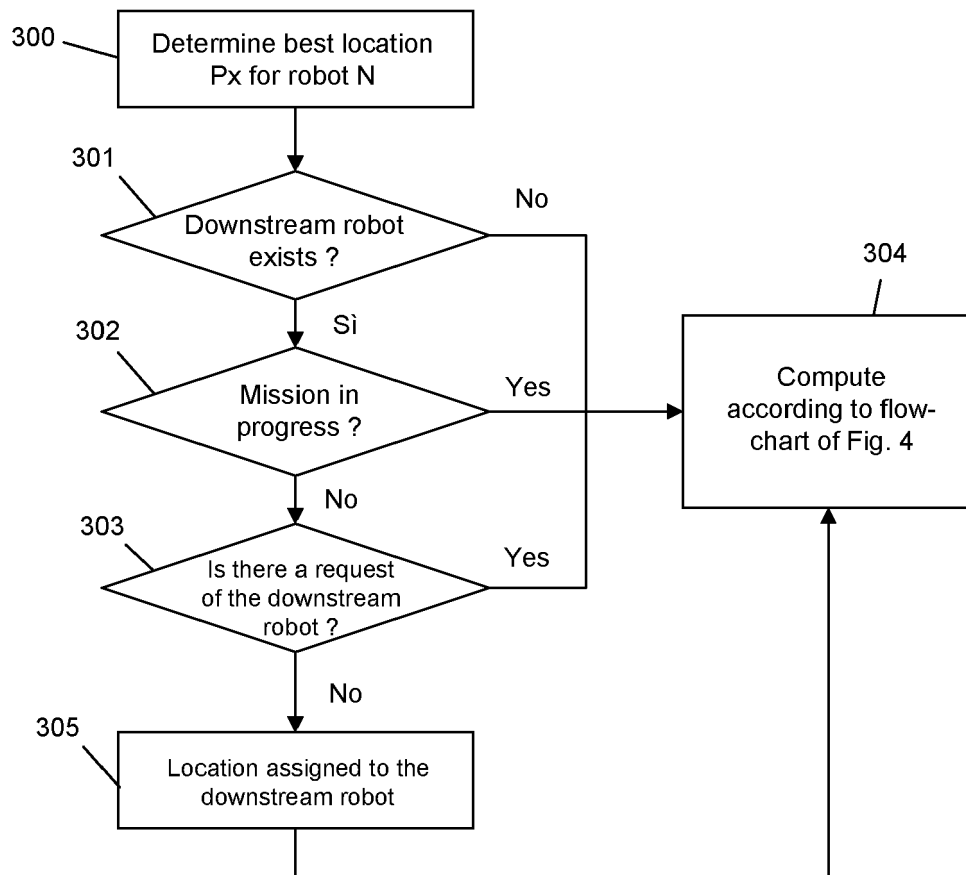 300
Determine best location
Px for robot N
301
No
Downstream robot
exists ?
304
Sì
302
Mission in
progress ?
Yes
Compute
according to flow-
chart of Fig. 4
No
303
Yes
Is there a request
of the downstream
robot ?
No
305
Location assigned to the
downstream robot